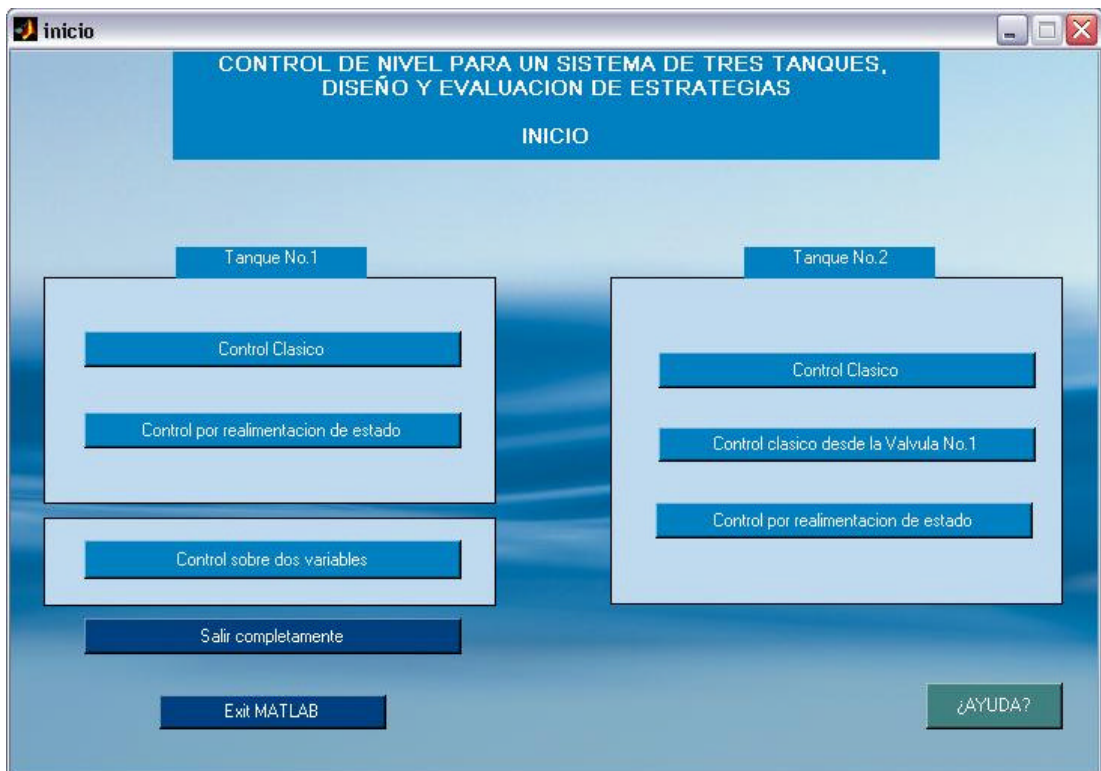 inicio
CONTROL DE NIVEL PARA UN SISTEMA DE TRES TANQUES,
DISEÑO Y EVALUACION DE ESTRATEGIAS
INICIO
Tanque No.1
Control Clasico
Control por realimentacion de estado
Control sobre dos variables
Salir completamente
Exit MATLAB
Tanque No.2
Control Clasico
Control clasico desde la Valvula No.1
Control por realimentacion de estado
¿AYUDA?